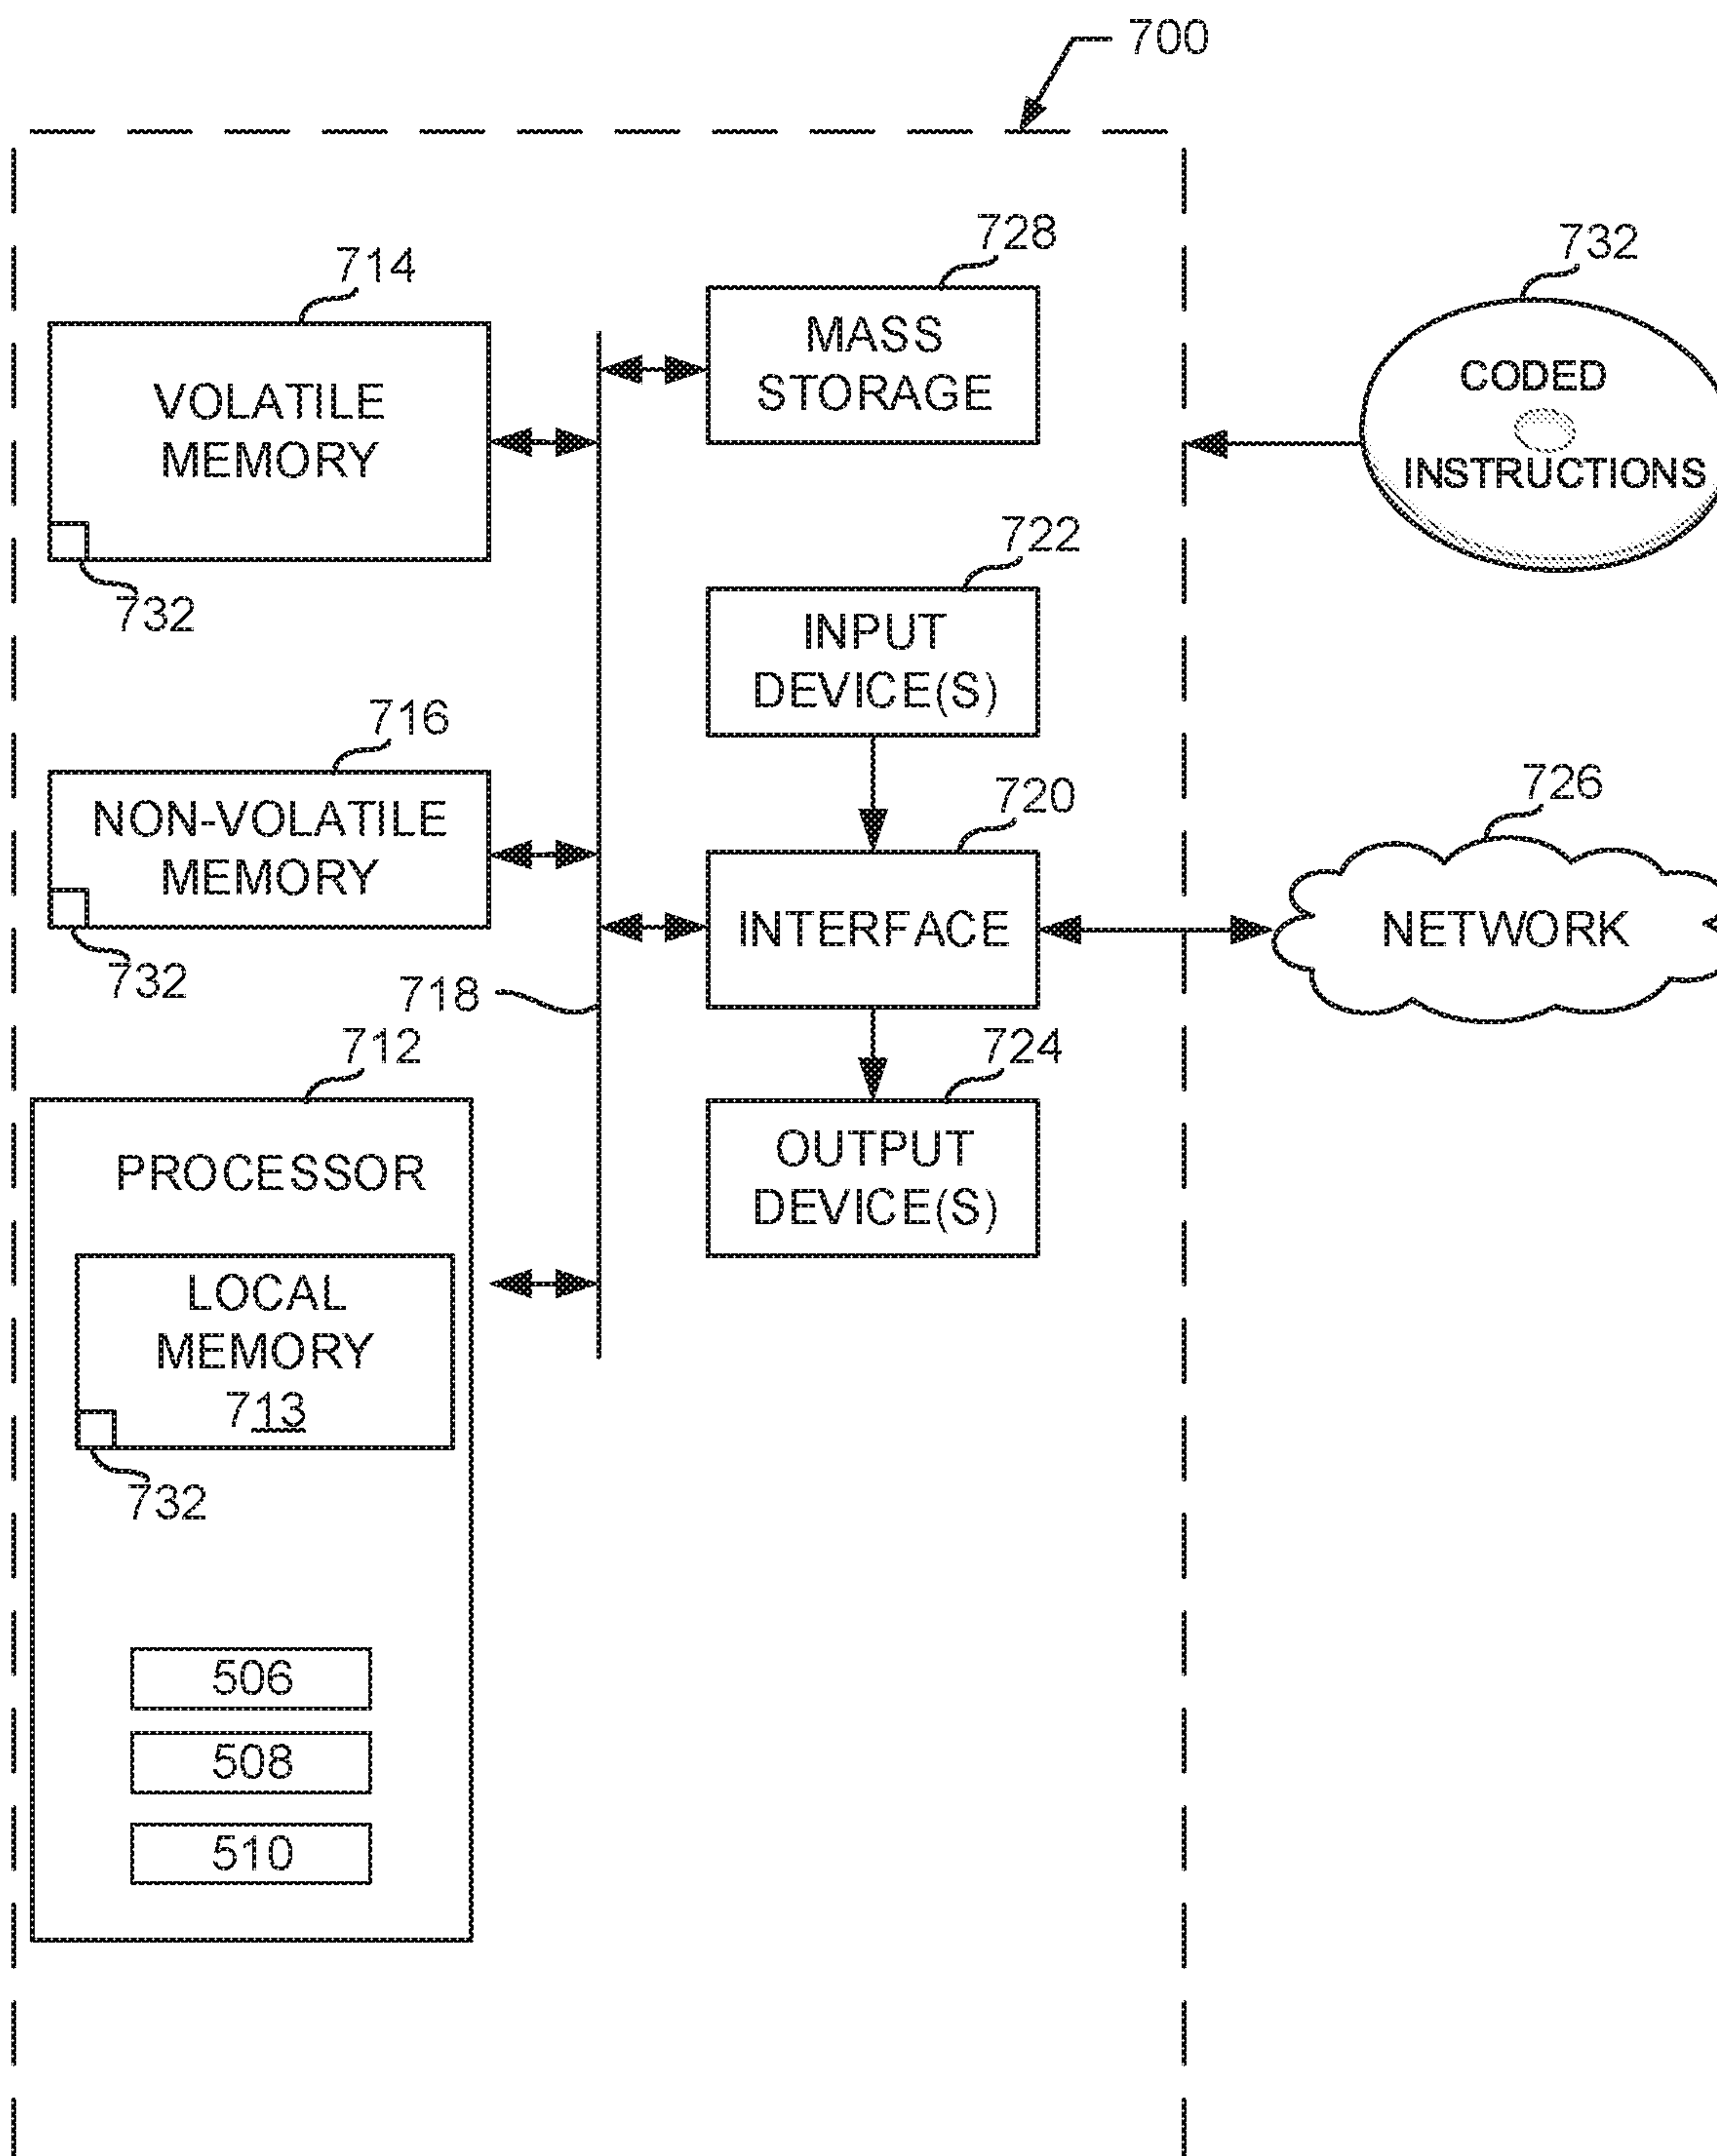 700
728
732
714
MASS
STORAGE
CODED
INSTRUCTIONS
VOLATILE
MEMORY
722
732
INPUT
DEVICE(S)
716
720
726
NON-VOLATILE
MEMORY
INTERFACE
NETWORK
732
718
712
724
PROCESSOR
OUTPUT
DEVICE(S)
LOCAL
MEMORY
713
732
506
508
510